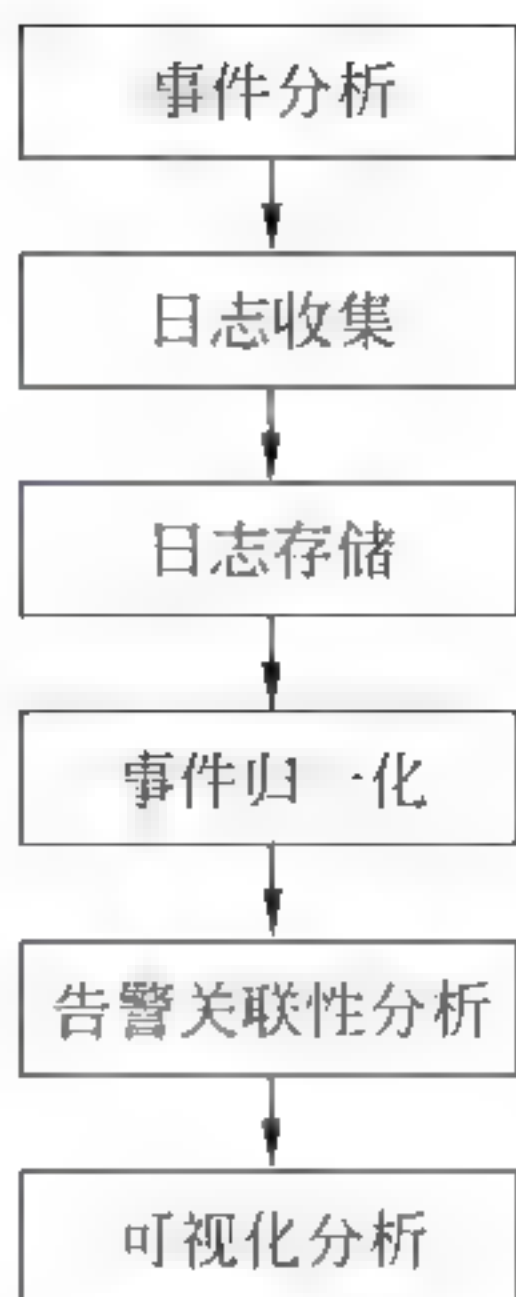 事件分析
日志收集
日志存储
事件归一化
告警关联性分析
可视化分析